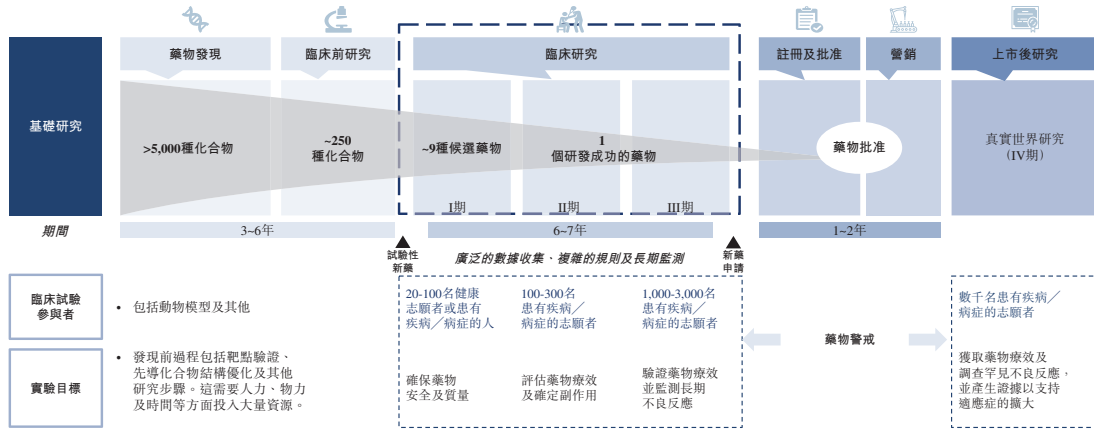 藥物發現
臨床前研究
臨床研究
註冊及批准
營銷
上市後研究
基礎研究
>5,000種化合物
~250
種化合物
~9種候選藥物
1
個研發成功的藥物
藥物批准
真實世界研究
(IV期)
I期
II期
III期
期間
3~6年
6~7年
1~2年
試驗性
新藥
廣泛的數據收集、複雜的規則及長期監測
新藥
申請
臨床試驗
參與者
• 包括動物模型及其他
20-100名健康
志願者或患有
疾病╱病症的人
100-300名
患有疾病╱
病症的志願者
1,000-3,000名
患有疾病╱
病症的志願者
藥物警戒
數千名患有疾病╱
病症的志願者
實驗目標
• 發現前過程包括靶點驗證、
先導化合物結構優化及其他
研究步驟。這需要人力、物力
及時間等方面投入大量資源。
確保藥物
安全及質量
評估藥物療效
及確定副作用
驗證藥物療效
並監測長期
不良反應
獲取藥物療效及
調查罕見不良反應，
並產生證據以支持
適應症的擴大